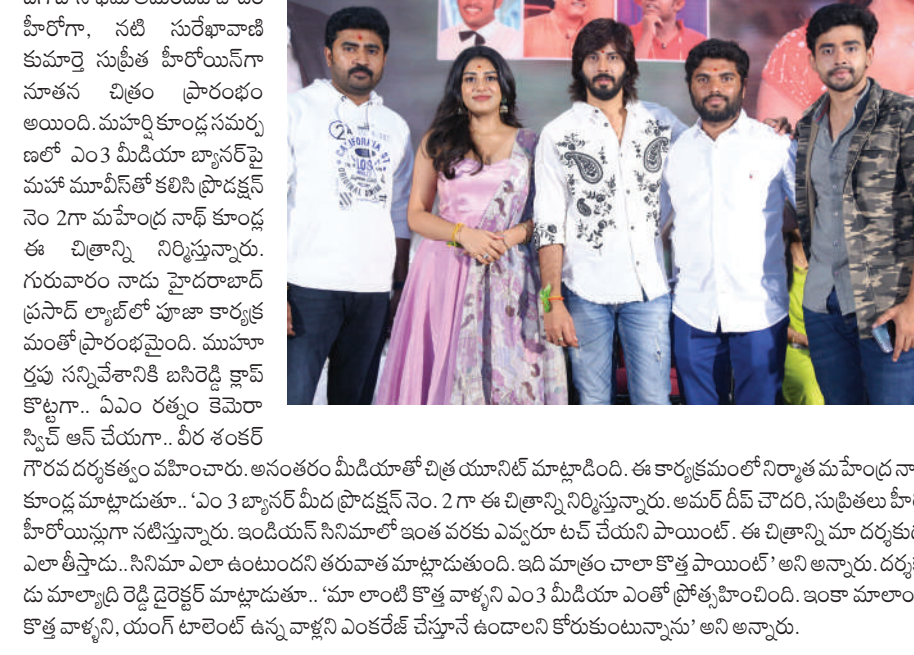 హీరోగా, నటి సురేఖావాణి
కుమార్తె సుప్రీత హీరోయిన్‌గా
నూతన చిత్రం ప్రారంభం
అయింది. మహర్షి కూండ్ల సమర్ప
ణలో ఎం3 మీడియా బ్యానర్‌పై
మహా మూవీస్‌తో కలిసి ప్రొడక్షన్
నెం 2గా మహేంద్ర నాథ్ కూండ్ల
ఈ చిత్రాన్ని నిర్మిస్తున్నారు.
గురువారం నాడు హైదరాబాద్
ప్రసాద్ ల్యాబ్‌లో పూజా కార్యక్ర
మంతో ప్రారంభమైంది. ముహూ
ర్తపు సన్నివేశానికి బసిరెడ్డి క్లాప్
కొట్టగా.. ఏఎం రత్నం కెమెరా
స్విచ్ ఆన్ చేయగా.. వీర శంకర్
గౌరవ దర్శకత్వం వహించారు. అనంతరం మీడియాతో చిత్ర యూనిట్ మాట్లాడింది. ఈ కార్యక్రమంలో నిర్మాత మహేంద్ర నా
కూండ్ల మాట్లాడుతూ.. ‘ఎం 3 బ్యానర్ మీద ప్రొడక్షన్ నెం. 2 గా ఈ చిత్రాన్ని నిర్మిస్తున్నారు. అమర్ దీప్ చౌదరి, సుప్రితలు హీ
హీరోయిన్లుగా నటిస్తున్నారు. ఇండియన్ సినిమాలో ఇంత వరకు ఎవ్వరూ టచ్ చేయని పాయింట్. ఈ చిత్రాన్ని మా దర్శకు
ఎలా తీస్తాడు.. సినిమా ఎలా ఉంటుందని తరువాత మాట్లాడుతుంది. ఇది మాత్రం చాలా కొత్త పాయింట్’ అని అన్నారు. దర్శ
డు మాల్యాద్రి రెడ్డి డైరెక్టర్ మాట్లాడుతూ.. ‘మా లాంటి కొత్త వాళ్ళని ఎం3 మీడియా ఎంతో ప్రోత్సహించింది. ఇంకా మాలాం
కొత్త వాళ్ళని, యంగ్ టాలెంట్ ఉన్న వాళ్లని ఎంకరేజ్ చేస్తూనే ఉండాలని కోరుకుంటున్నాను’ అని అన్నారు.